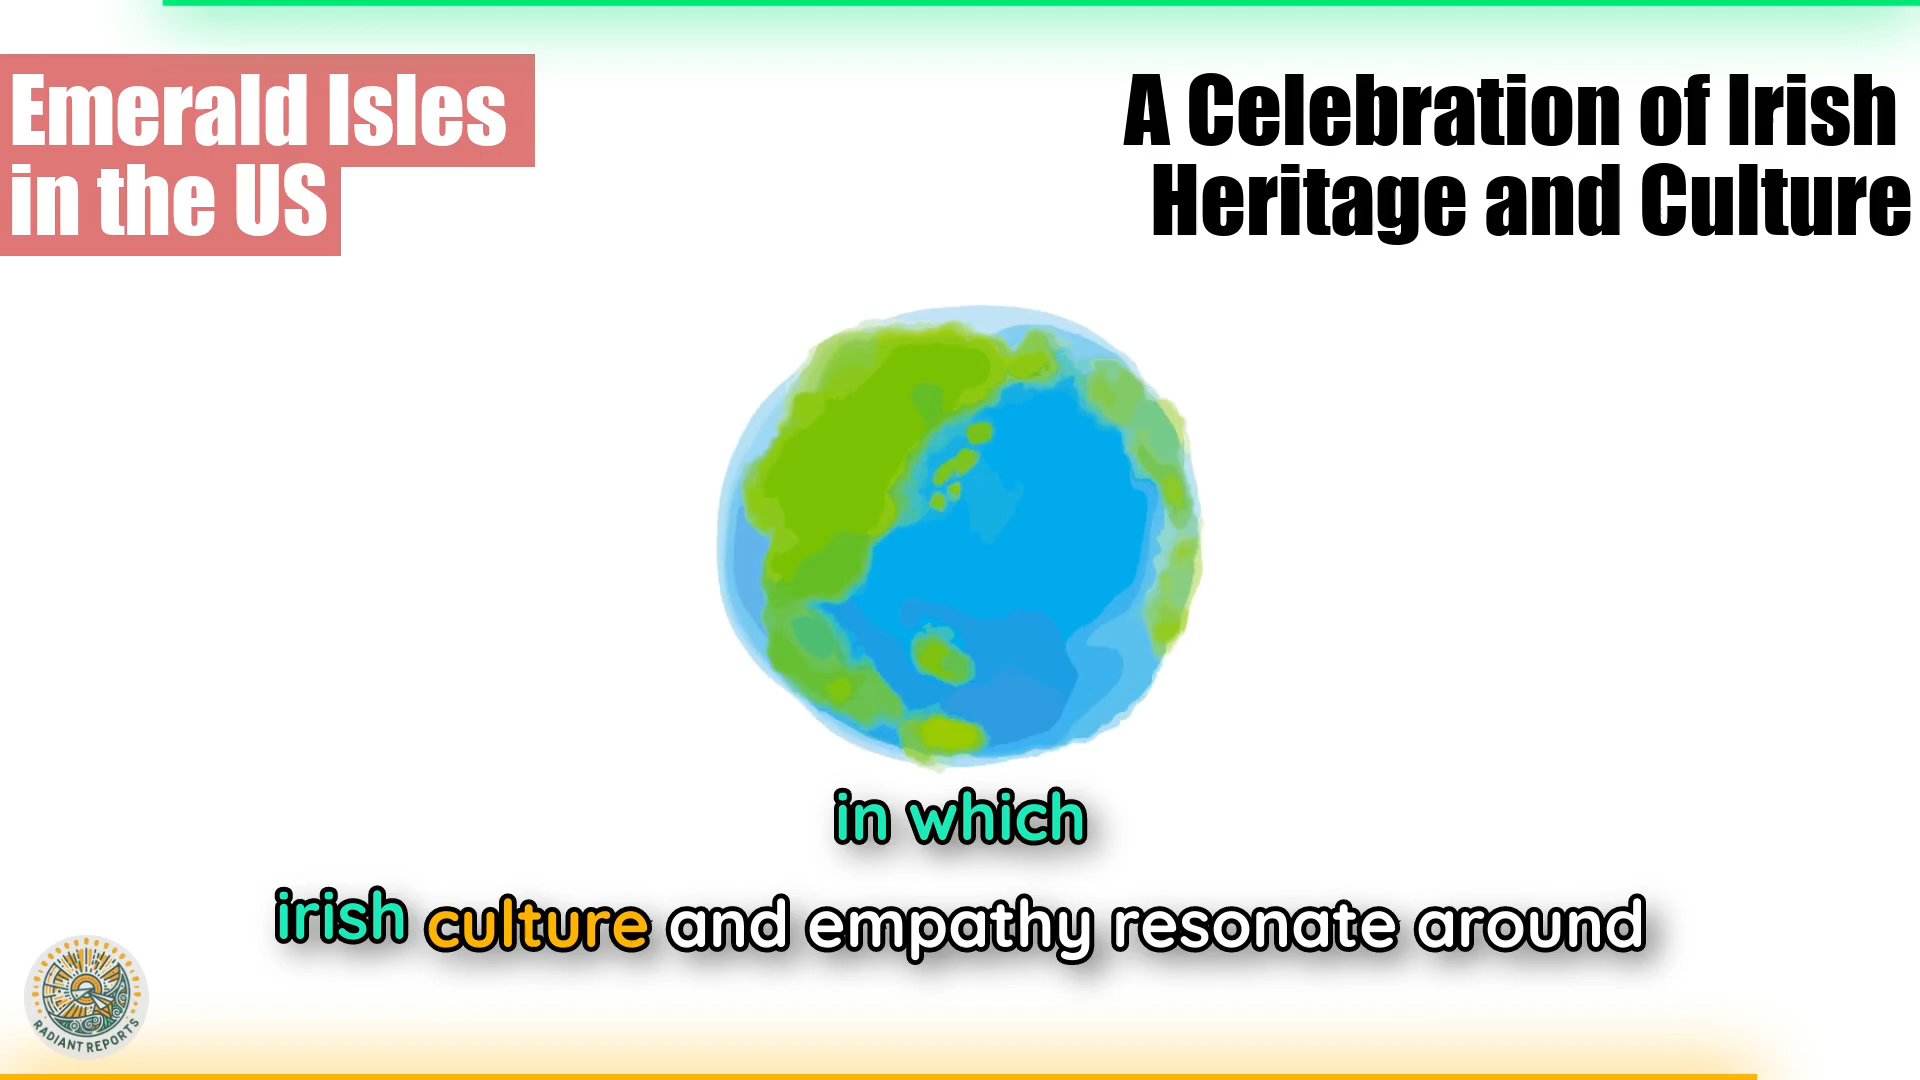 Emerald Isles
in the US
A Celebration of Irish
Heritage and Culture
in which
irish culture and empathy resonate around
RADIANT REPORTS